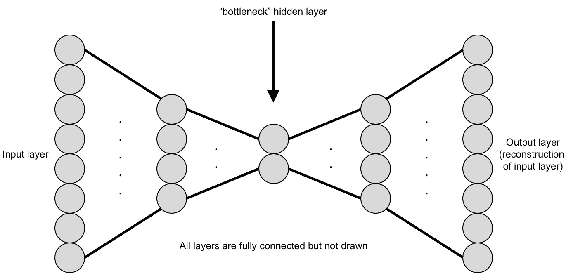 ‘bottleneck’ hidden layer
Input layer
Output layer
(reconstruction
of input layer)
All layers are fully connected but not drawn